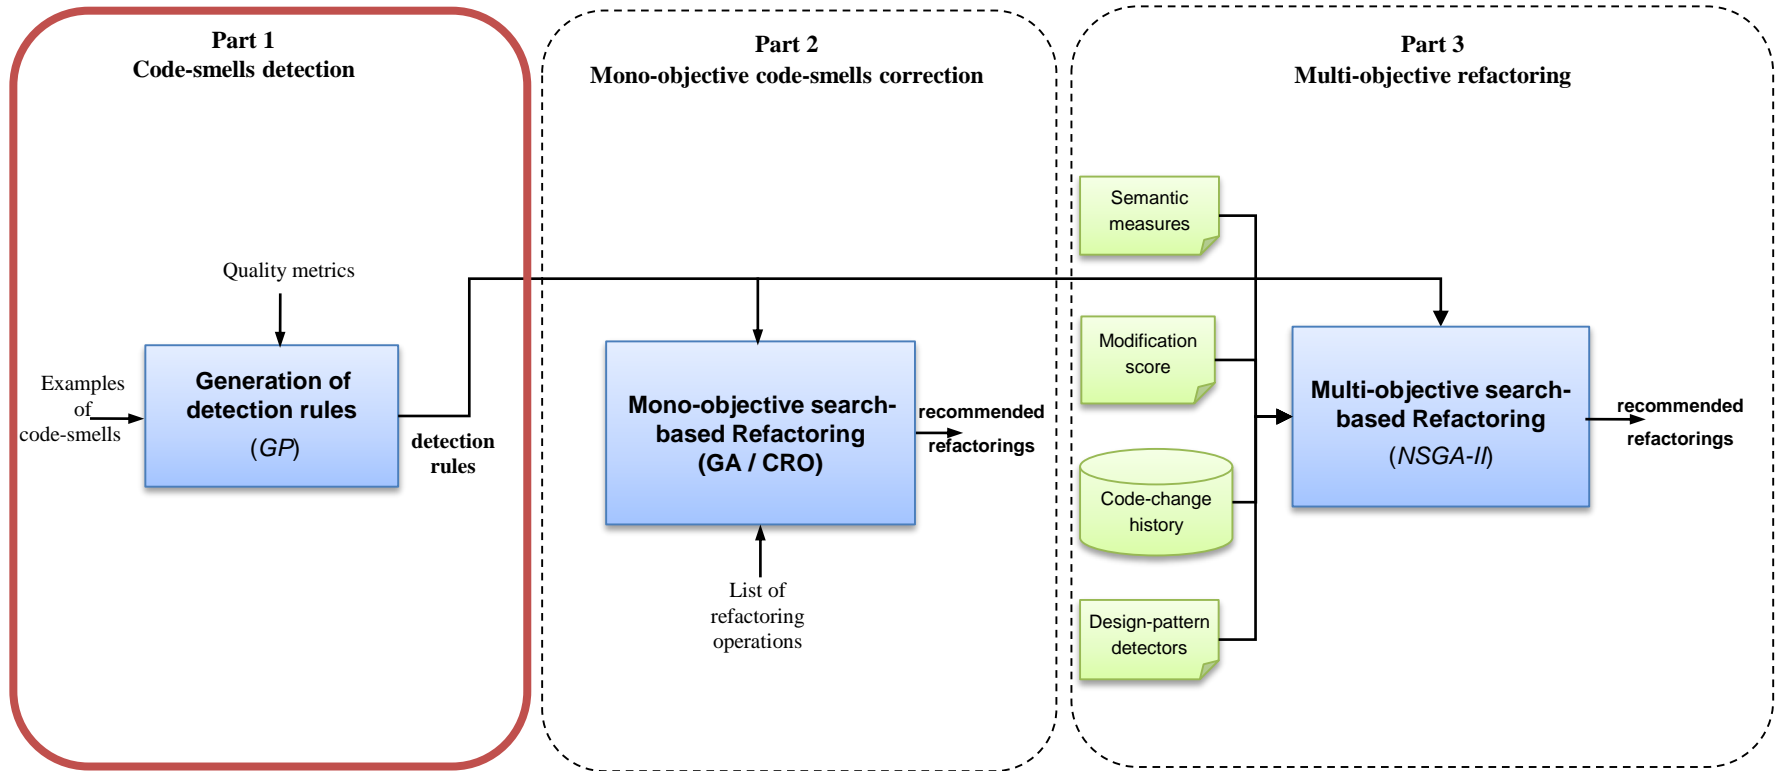 Part 1
Code-smells detection
Quality metrics
Examples
of
code-smells
Generation of
detection rules
(GP)
detection
rules
Part 2
Mono-objective code-smells correction
Mono-objective search-
based Refactoring
(GA / CRO)
recommended
refactorings
List of
refactoring
operations
Part 3
Multi-objective refactoring
Semantic
measures
Modification
score
Code-change
history
Design-pattern
detectors
Multi-objective search-
based Refactoring
(NSGA-II)
recommended
refactorings